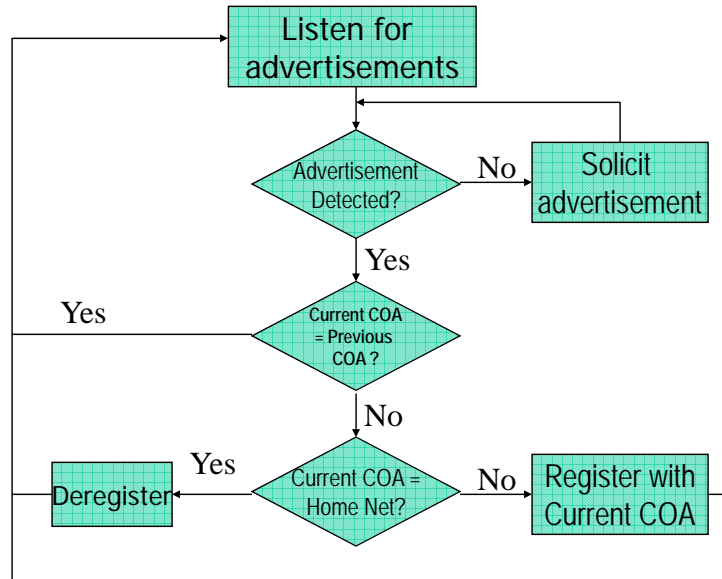 Listen for
advertisements
Advertisement
Detected?
No
Solicit
advertisement
Yes
Current COA
= Previous
COA ?
Yes
No
Current COA =
Home Net?
Yes
Deregister
No
Register with
Current COA